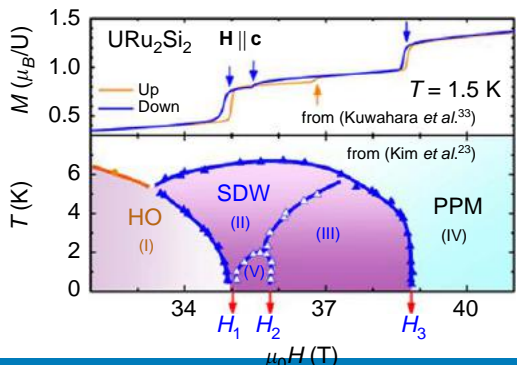 URu2Si2
H || c
M (μB/U)
1.5
1.0
0.5
Up
Down
T = 1.5 K
from (Kuwahara et al.33)
from (Kim et al.23)
T (K)
6
4
2
0
HO
(I)
SDW
(II)
(III)
(V)
PPM
(IV)
34
37
40
H1
H2
H3
μ0H (T)